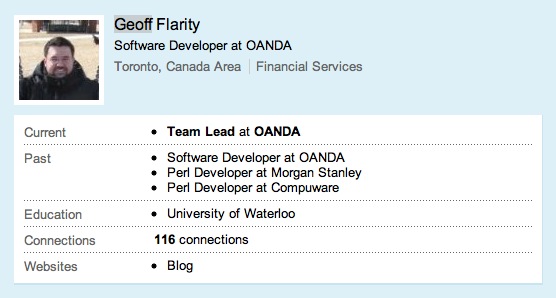 Geoff Flarity
Software Developer at OANDA
Toronto, Canada Area | Financial Services
Current • Team Lead at OANDA
Past • Software Developer at OANDA
• Perl Developer at Morgan Stanley
• Perl Developer at Compuware
Education • University of Waterloo
Connections 116 connections
Websites • Blog